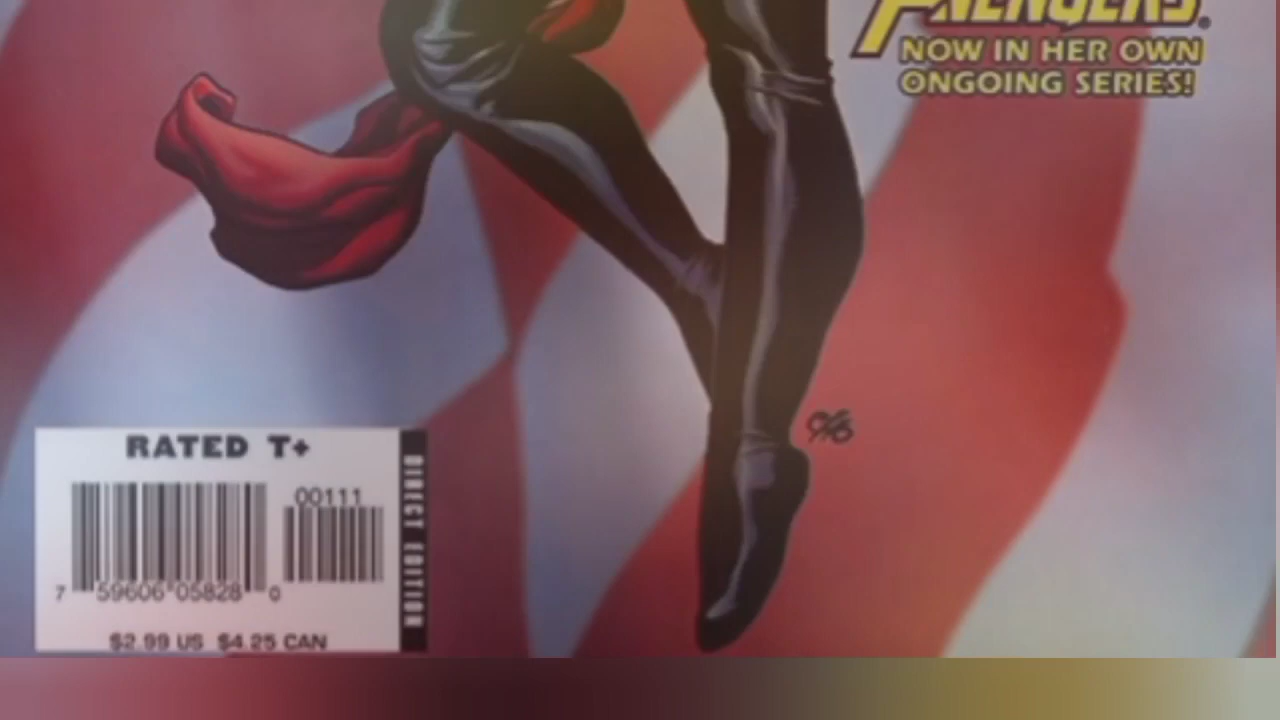 AVENGERS
NOW IN HER OWN
ONGOING SERIES!
RATED T+
00111
7 59606 05828 0
DIRECT EDITION
$2.99 US $4.25 CAN